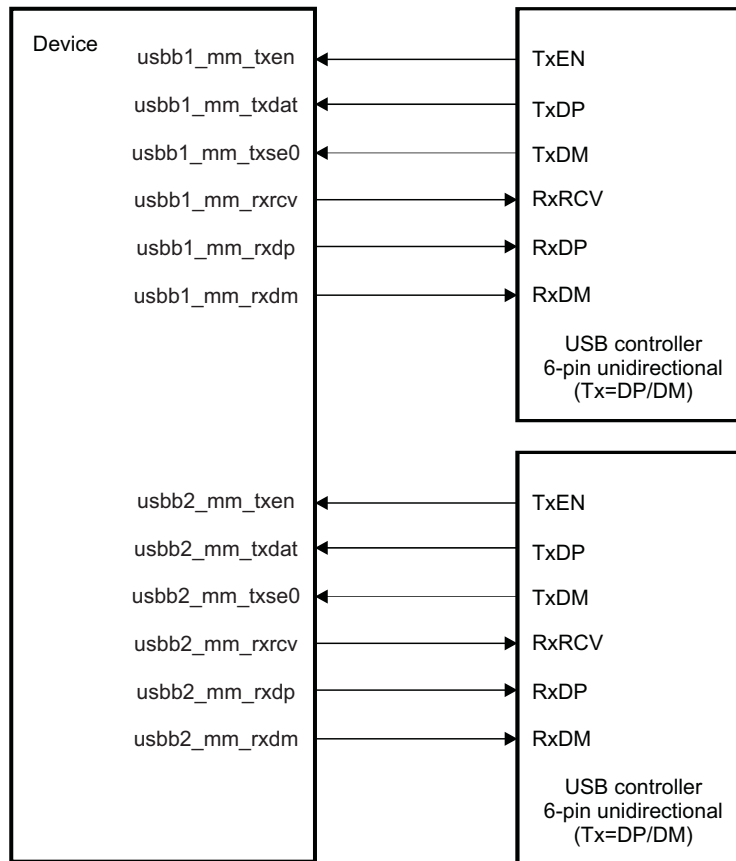 Device
usbb1_mm_txen
TxEN
usbb1_mm_txdat
TxDP
usbb1_mm_txse0
TxDM
usbb1_mm_rxrcv
RxRCV
usbb1_mm_rxdp
RxDP
usbb1_mm_rxdm
RxDM
USB controller
6-pin unidirectional
(Tx=DP/DM)
usbb2_mm_txen
TxEN
usbb2_mm_txdat
TxDP
usbb2_mm_txse0
TxDM
usbb2_mm_rxrcv
RxRCV
usbb2_mm_rxdp
RxDP
usbb2_mm_rxdm
RxDM
USB controller
6-pin unidirectional
(Tx=DP/DM)